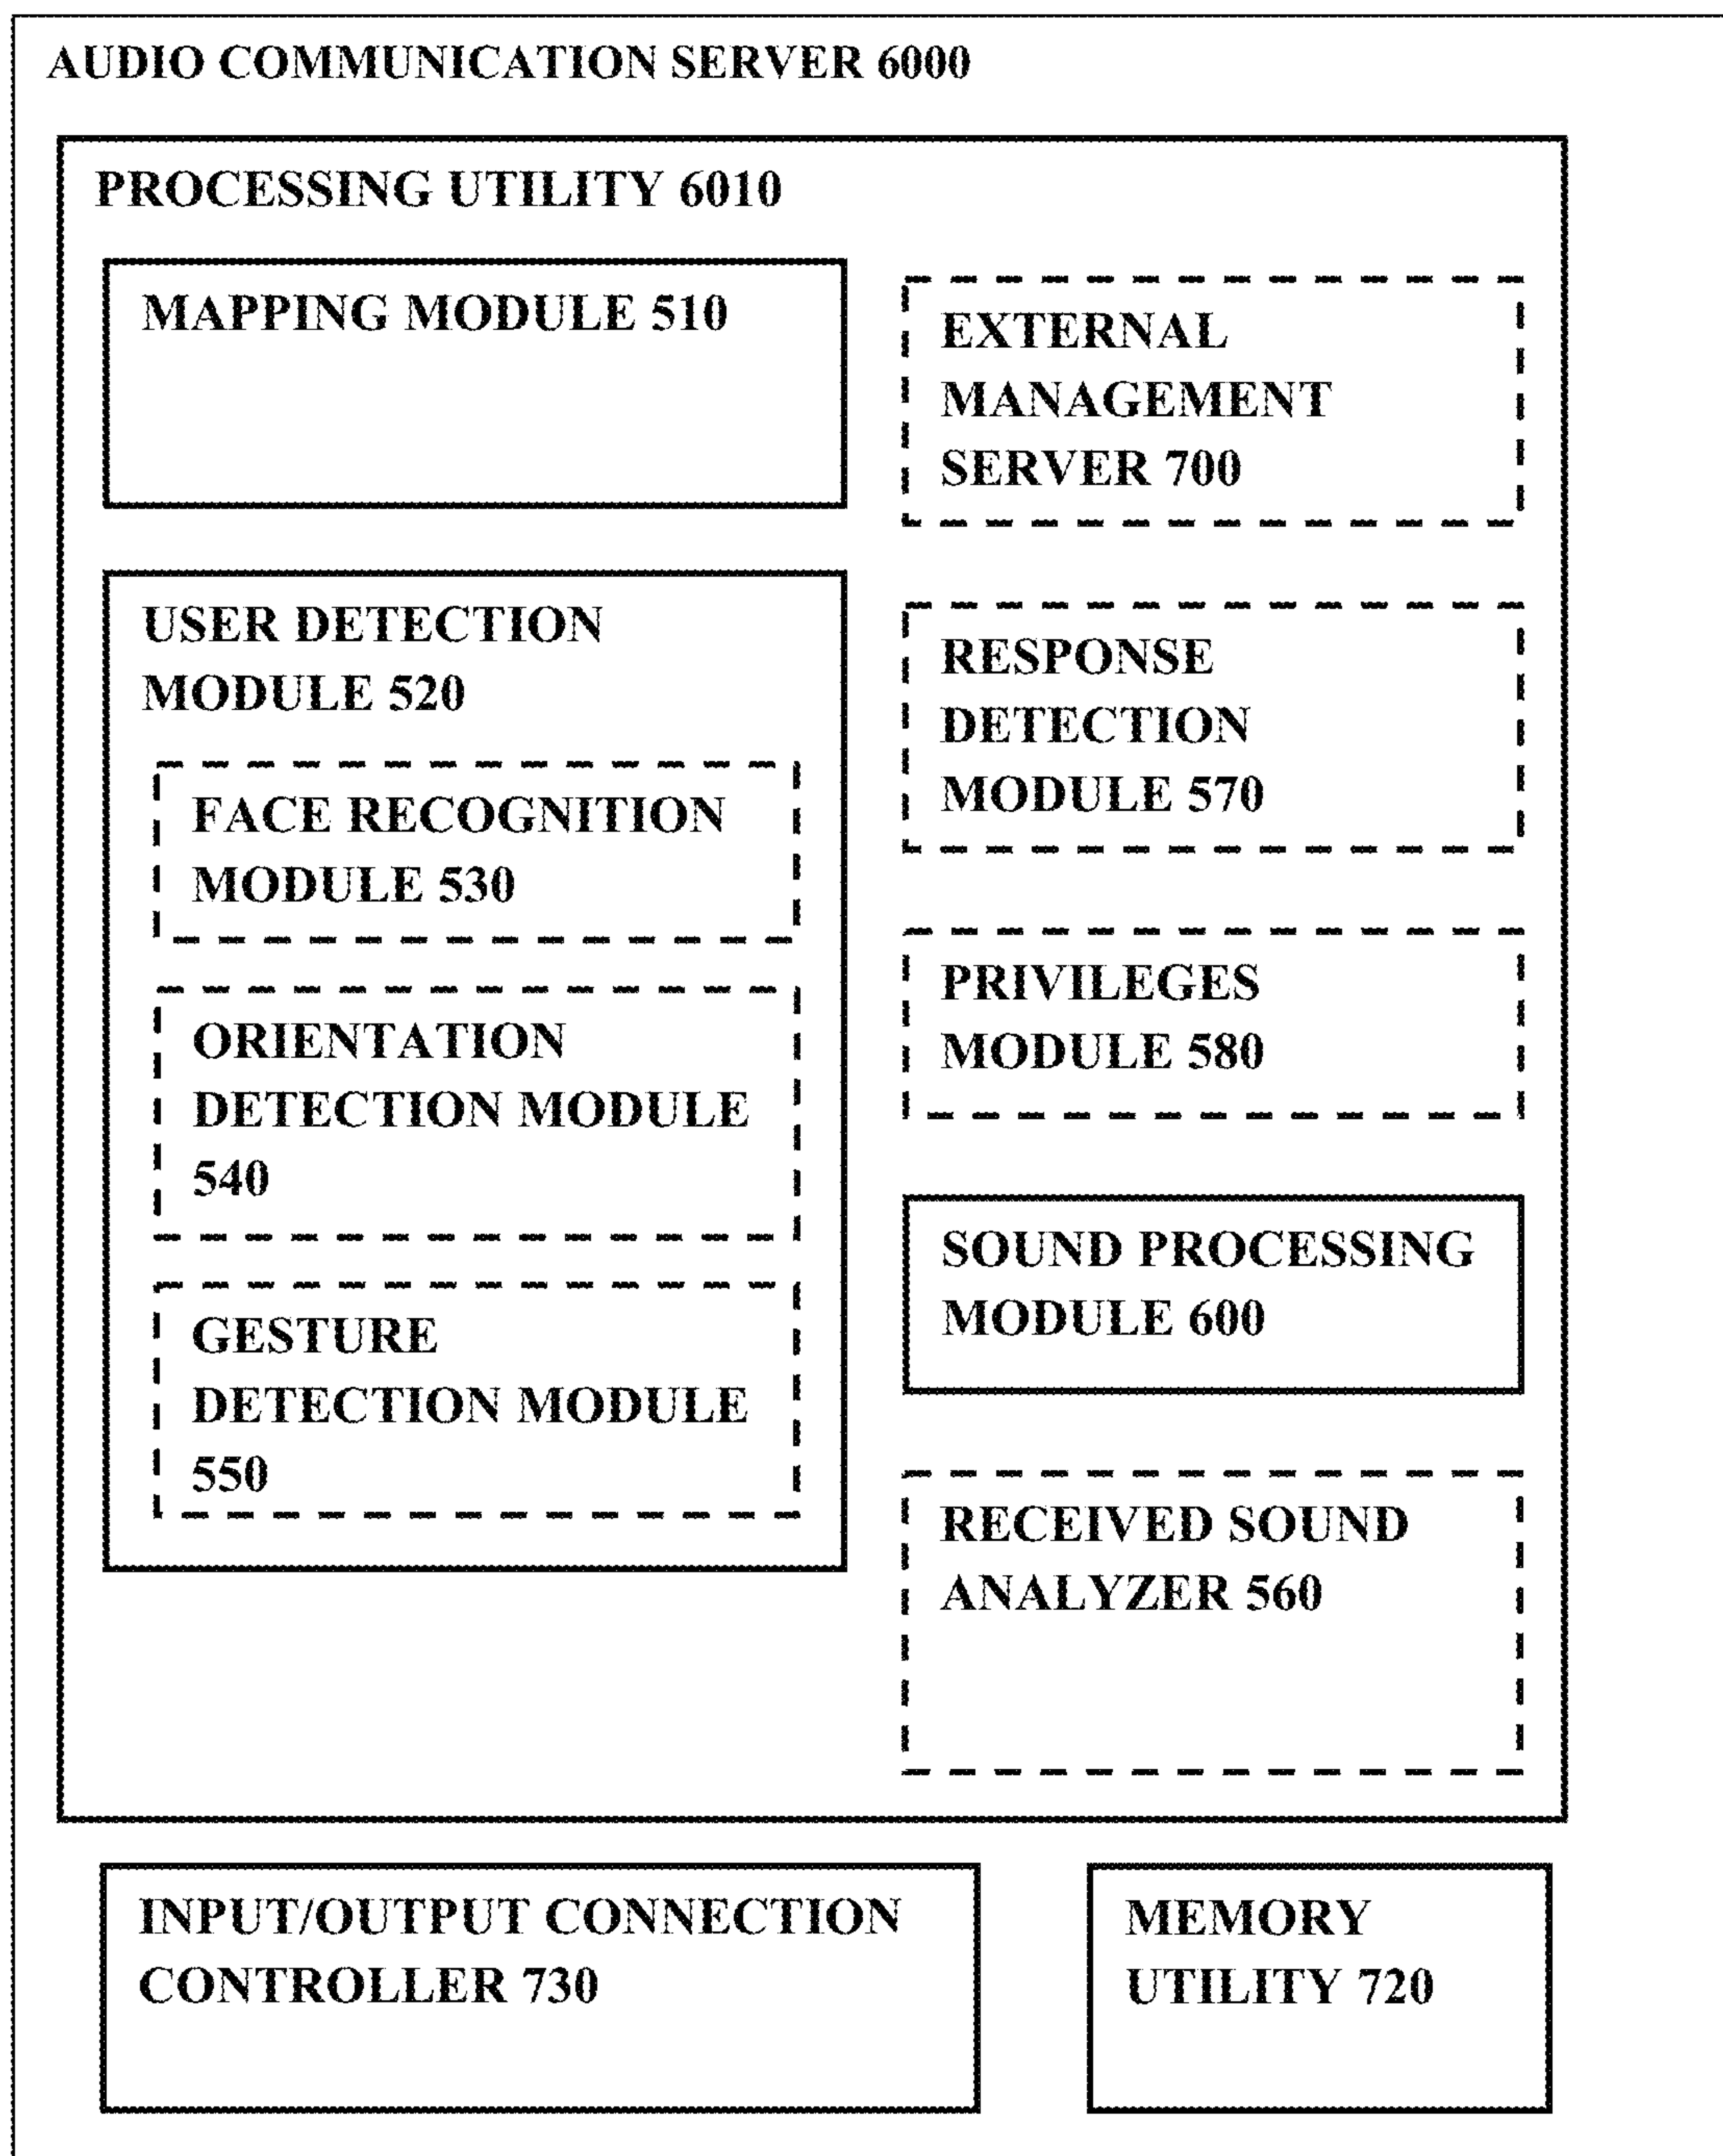 AUDIO COMMUNICATION SERVER 6000
PROCESSING UTILITY 6010
MAPPING MODULE 510
USER DETECTION
MODULE 520
FACE RECOGNITION
MODULE 530
ORIENTATION
DETECTION MODULE
540
GESTURE
DETECTION MODULE
550
EXTERNAL
MANAGEMENT
SERVER 700
RESPONSE
DETECTION
MODULE 570
PRIVILEGES
MODULE 580
SOUND PROCESSING
MODULE 600
RECEIVED SOUND
ANALYZER 560
INPUT/OUTPUT CONNECTION
CONTROLLER 730
MEMORY
UTILITY 720